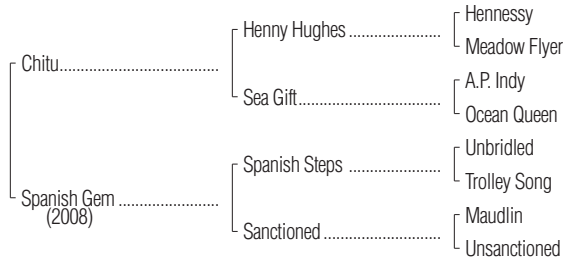 Hennessy
Henny Hughes ......................
Meadow Flyer
Chitu......................................
A.P. Indy
Sea Gift..................................
Ocean Queen
Unbridled
Spanish Steps ......................
Trolley Song
Spanish Gem ........................
(2008)
Maudlin
Sanctioned............................
Unsanctioned